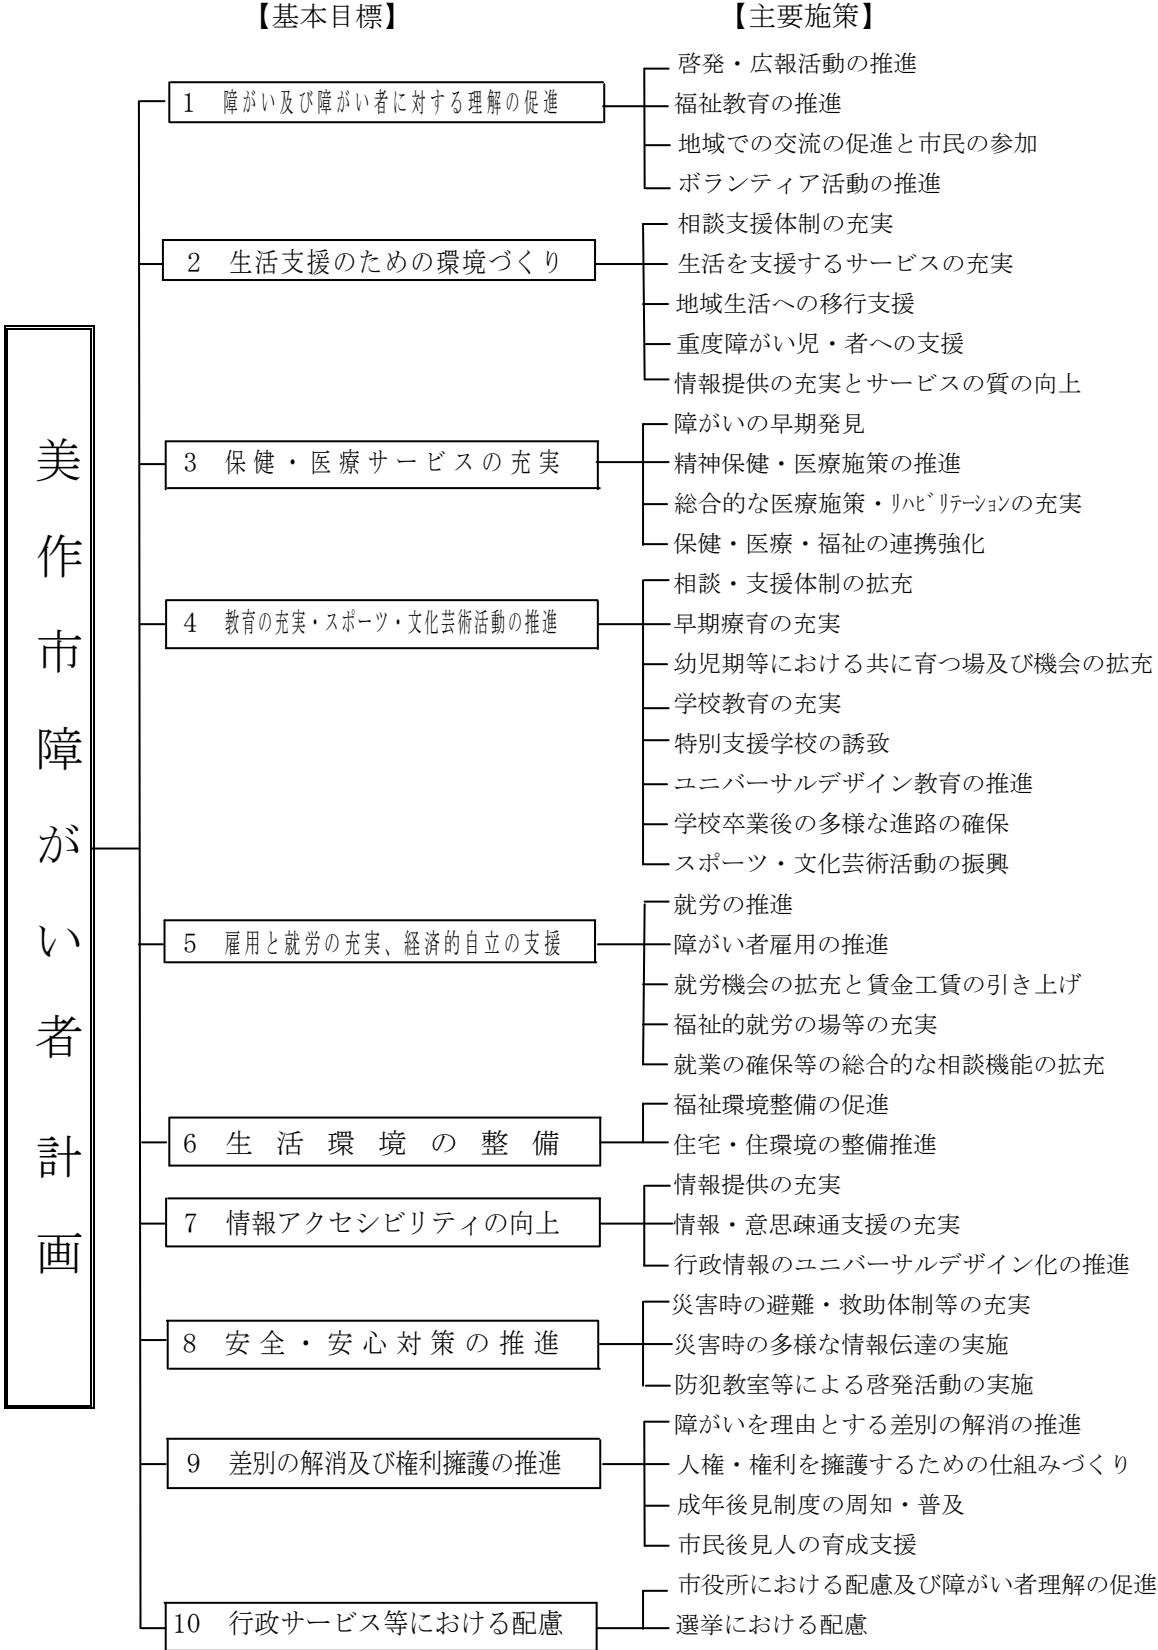 【基本目標】 【主要施策】
美作市障がい者計画
1 障がい及び障がい者に対する理解の促進
啓発・広報活動の推進
福祉教育の推進
地域での交流の促進と市民の参加
ボランティア活動の推進
2 生活支援のための環境づくり
相談支援体制の充実
生活を支援するサービスの充実
地域生活への移行支援
重度障がい児・者への支援
情報提供の充実とサービスの質の向上
3 保健・医療サービスの充実
障がいの早期発見
精神保健・医療施策の推進
総合的な医療施策・ﾘﾊﾋﾞﾘﾃｰｼｮﾝの充実
保健・医療・福祉の連携強化
4 教育の充実・スポーツ・文化芸術活動の推進
相談・支援体制の拡充
早期療育の充実
幼児期等における共に育つ場及び機会の拡充
学校教育の充実
特別支援学校の誘致
ユニバーサルデザイン教育の推進
学校卒業後の多様な進路の確保
スポーツ・文化芸術活動の振興
5 雇用と就労の充実、経済的自立の支援
就労の推進
障がい者雇用の推進
就労機会の拡充と賃金工賃の引き上げ
福祉的就労の場等の充実
就業の確保等の総合的な相談機能の拡充
6 生活環境の整備
福祉環境整備の促進
住宅・住環境の整備推進
7 情報アクセシビリティの向上
情報提供の充実
情報・意思疎通支援の充実
行政情報のユニバーサルデザイン化の推進
8 安全・安心対策の推進
災害時の避難・救助体制等の充実
災害時の多様な情報伝達の実施
防犯教室等による啓発活動の実施
9 差別の解消及び権利擁護の推進
障がいを理由とする差別の解消の推進
人権・権利を擁護するための仕組みづくり
成年後見制度の周知・普及
市民後見人の育成支援
10 行政サービス等における配慮
市役所における配慮及び障がい者理解の促進
選挙における配慮